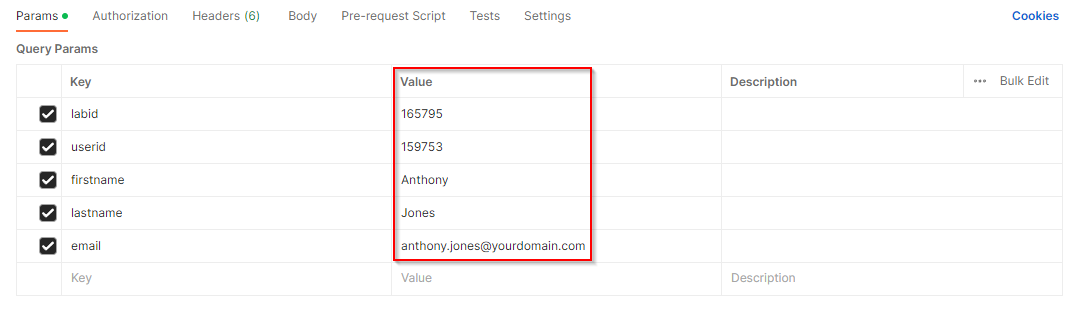 Params Authorization Headers (6) Body Pre-request Script Tests Settings Cookies
Query Params
Key Value Description ••• Bulk Edit
labid 165795
userid 159753
firstname Anthony
lastname Jones
email anthony.jones@yourdomain.com
Key Value Description